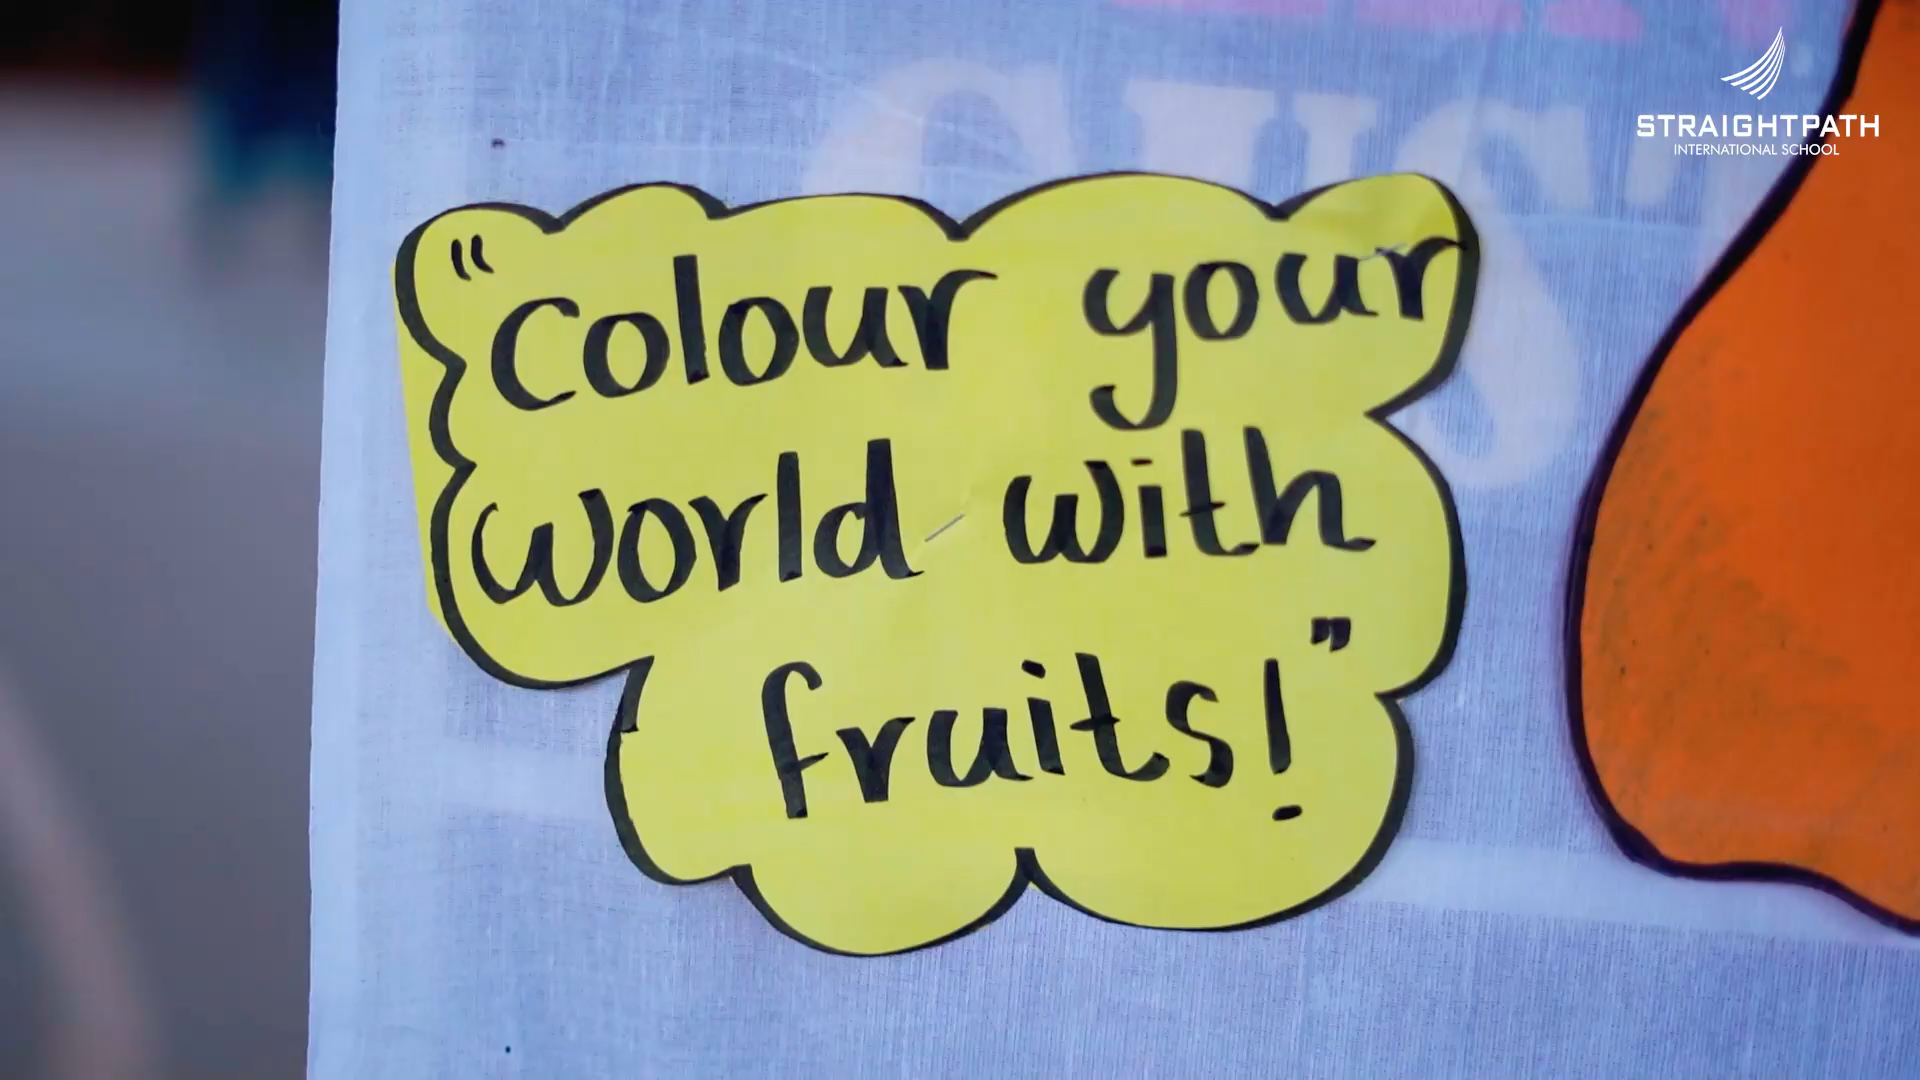 STRAIGHTPATH
INTERNATIONAL SCHOOL
"Colour your
world with
fruits!"